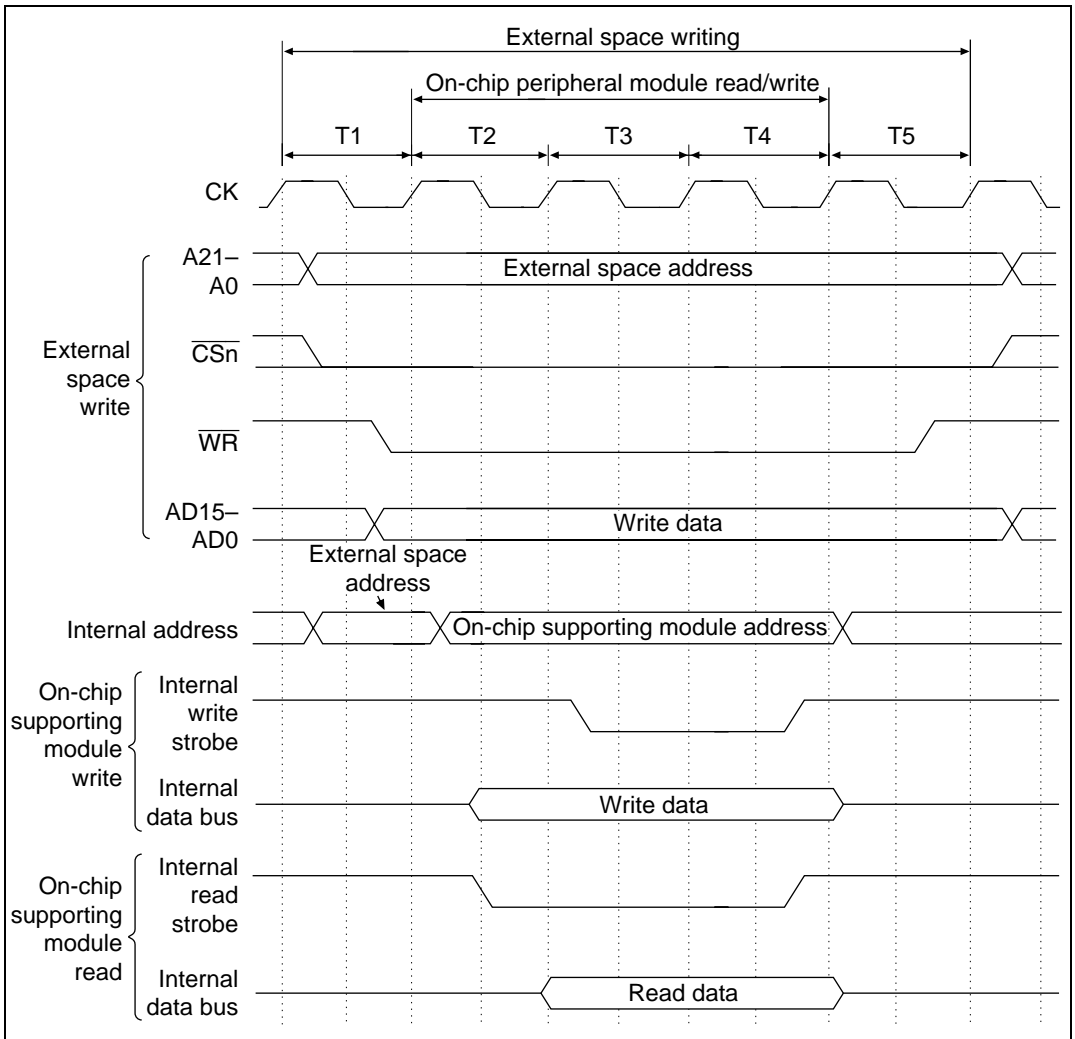 External space writing
On-chip peripheral module read/write
T1 T2 T3 T4 T5
CK
A21–
A0
External space address
External
space
write
CSn
WR
AD15–
AD0
Write data
External space
address
Internal address
On-chip supporting module address
On-chip
supporting
module
write
Internal
write
strobe
Internal
data bus
Write data
On-chip
supporting
module
read
Internal
read
strobe
Internal
data bus
Read data